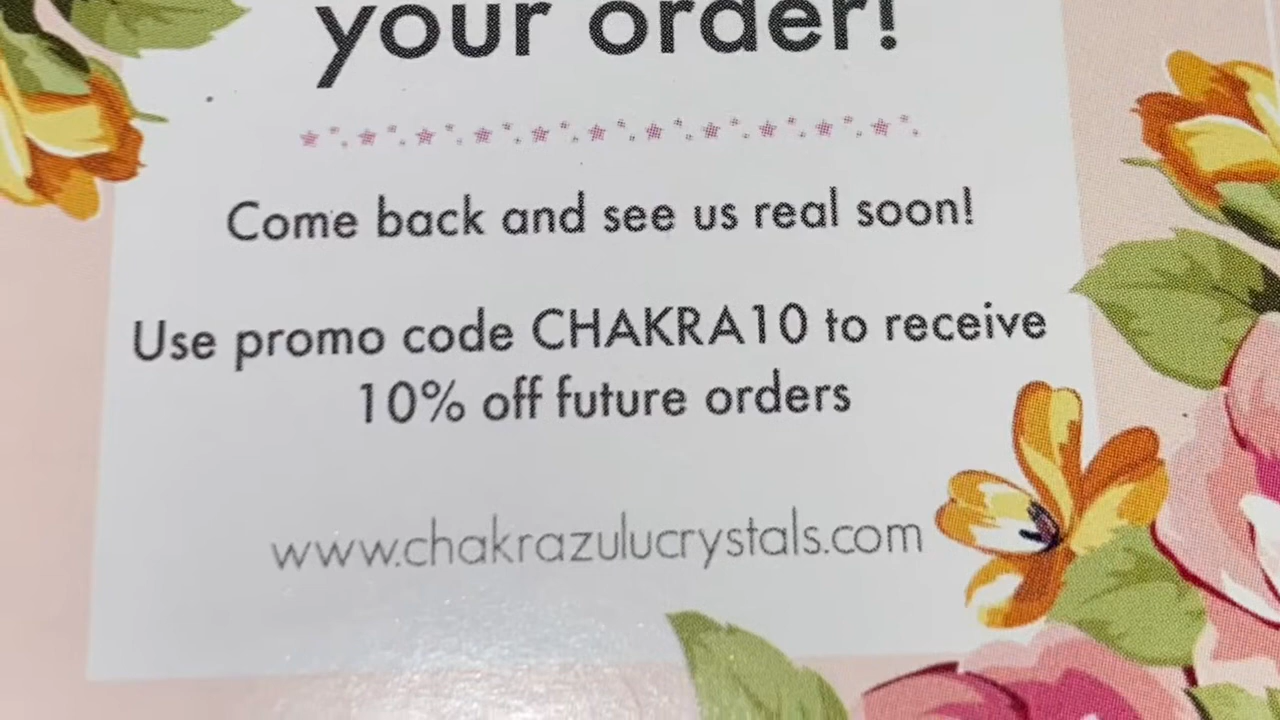 your order!
Come back and see us real soon!
Use promo code CHAKRA10 to receive
10% off future orders
www.chakrazulucrystals.com